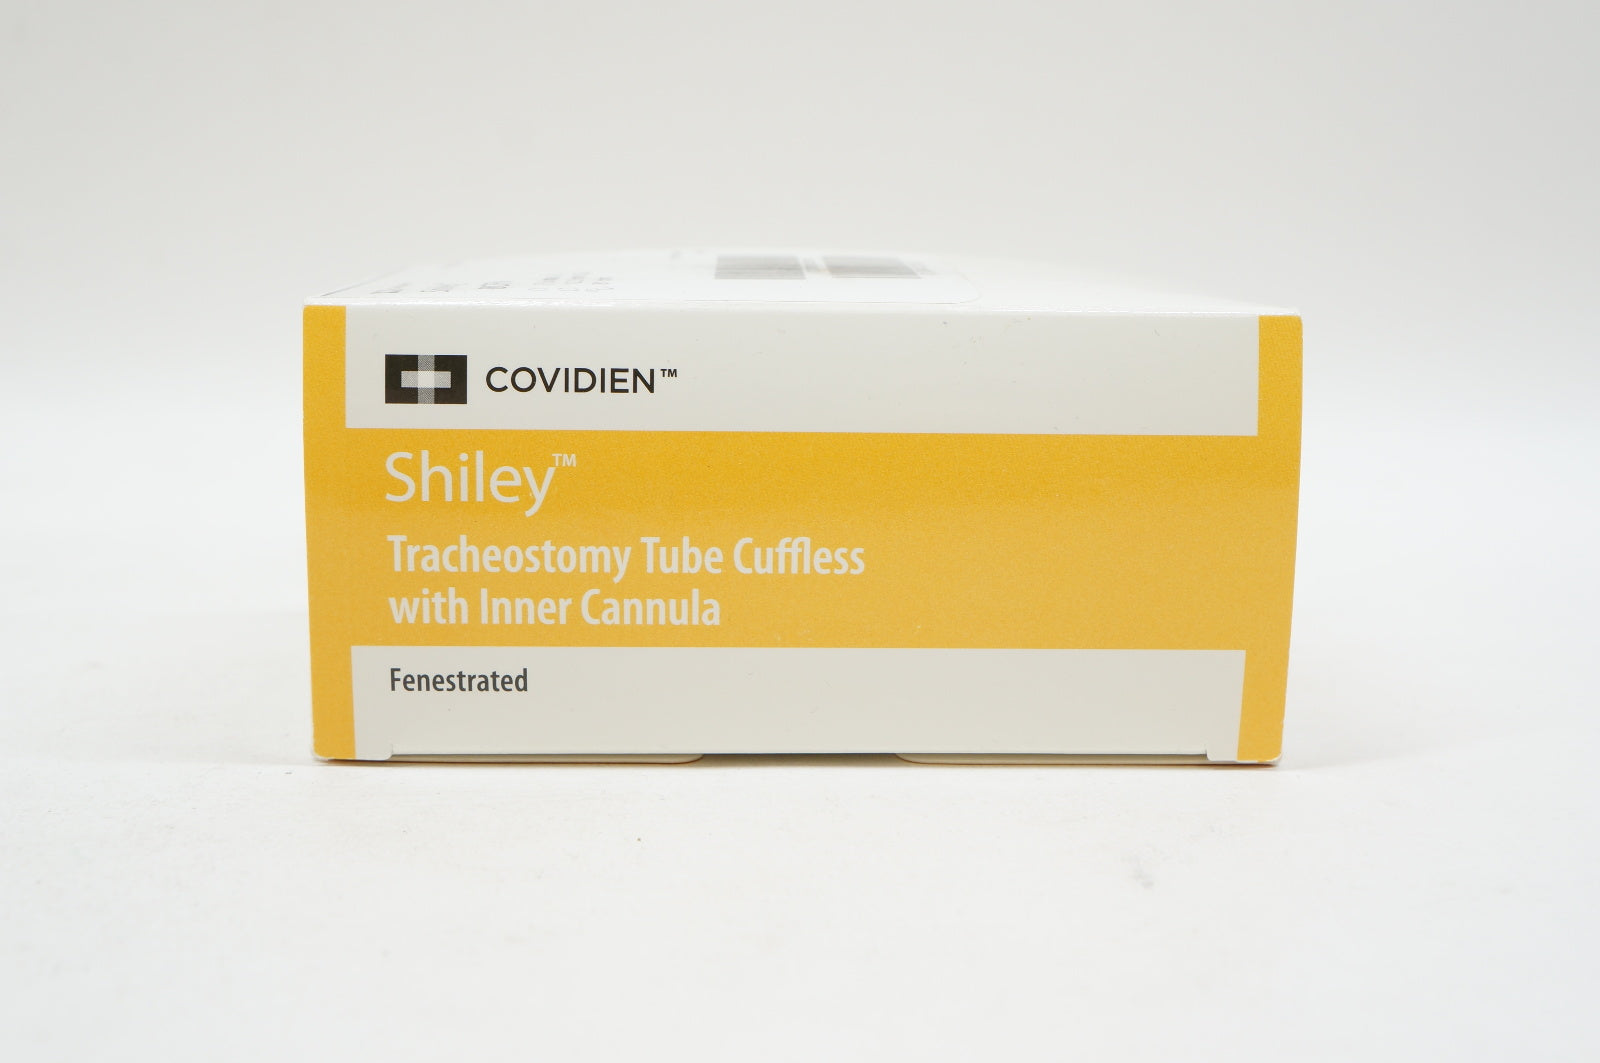 COVIDIEN™
Shiley™
Tracheostomy Tube Cuffless
with Inner Cannula
Fenestrated